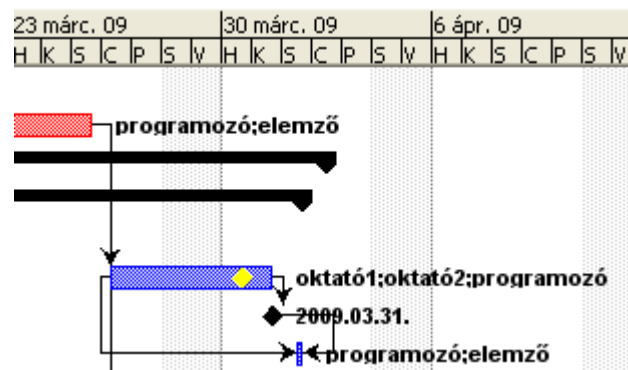 23 márc. 09 30 márc. 09 6 ápr. 09
H K S C P S V H K S C P S V H K S C P S V
programozó;elemző
oktató1;oktató2;programozó
2009.03.31.
programozó;elemző